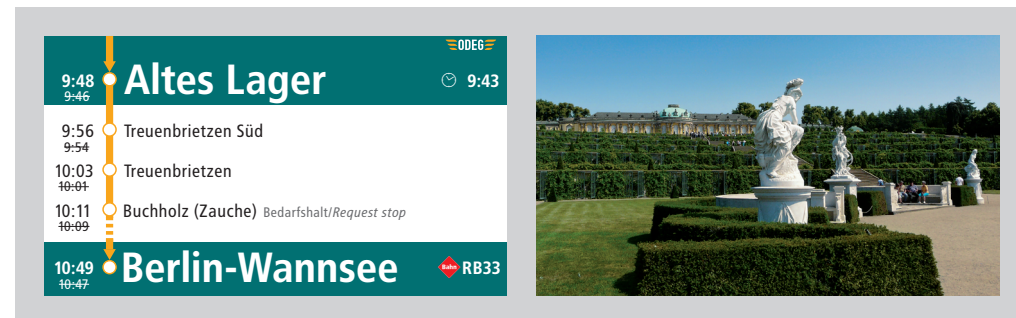 ODEG
9:48 Altes Lager 9:43
9:46
9:56 Treuenbrietzen Süd
9:54
10:03 Treuenbrietzen
10:01
10:11 Buchholz (Zauche) Bedarfshalt/Request stop
10:09
10:49 Berlin-Wannsee Bahn RB33
10:47